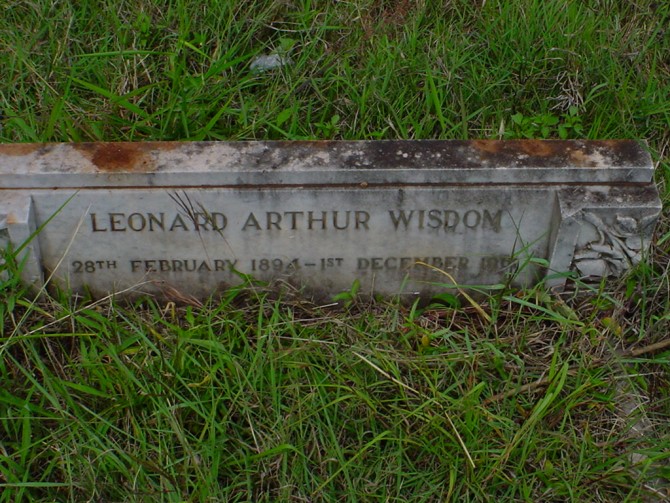 LEONARD ARTHUR WISDOM
28TH FEBRUARY 1894 – 1ST DECEMBER